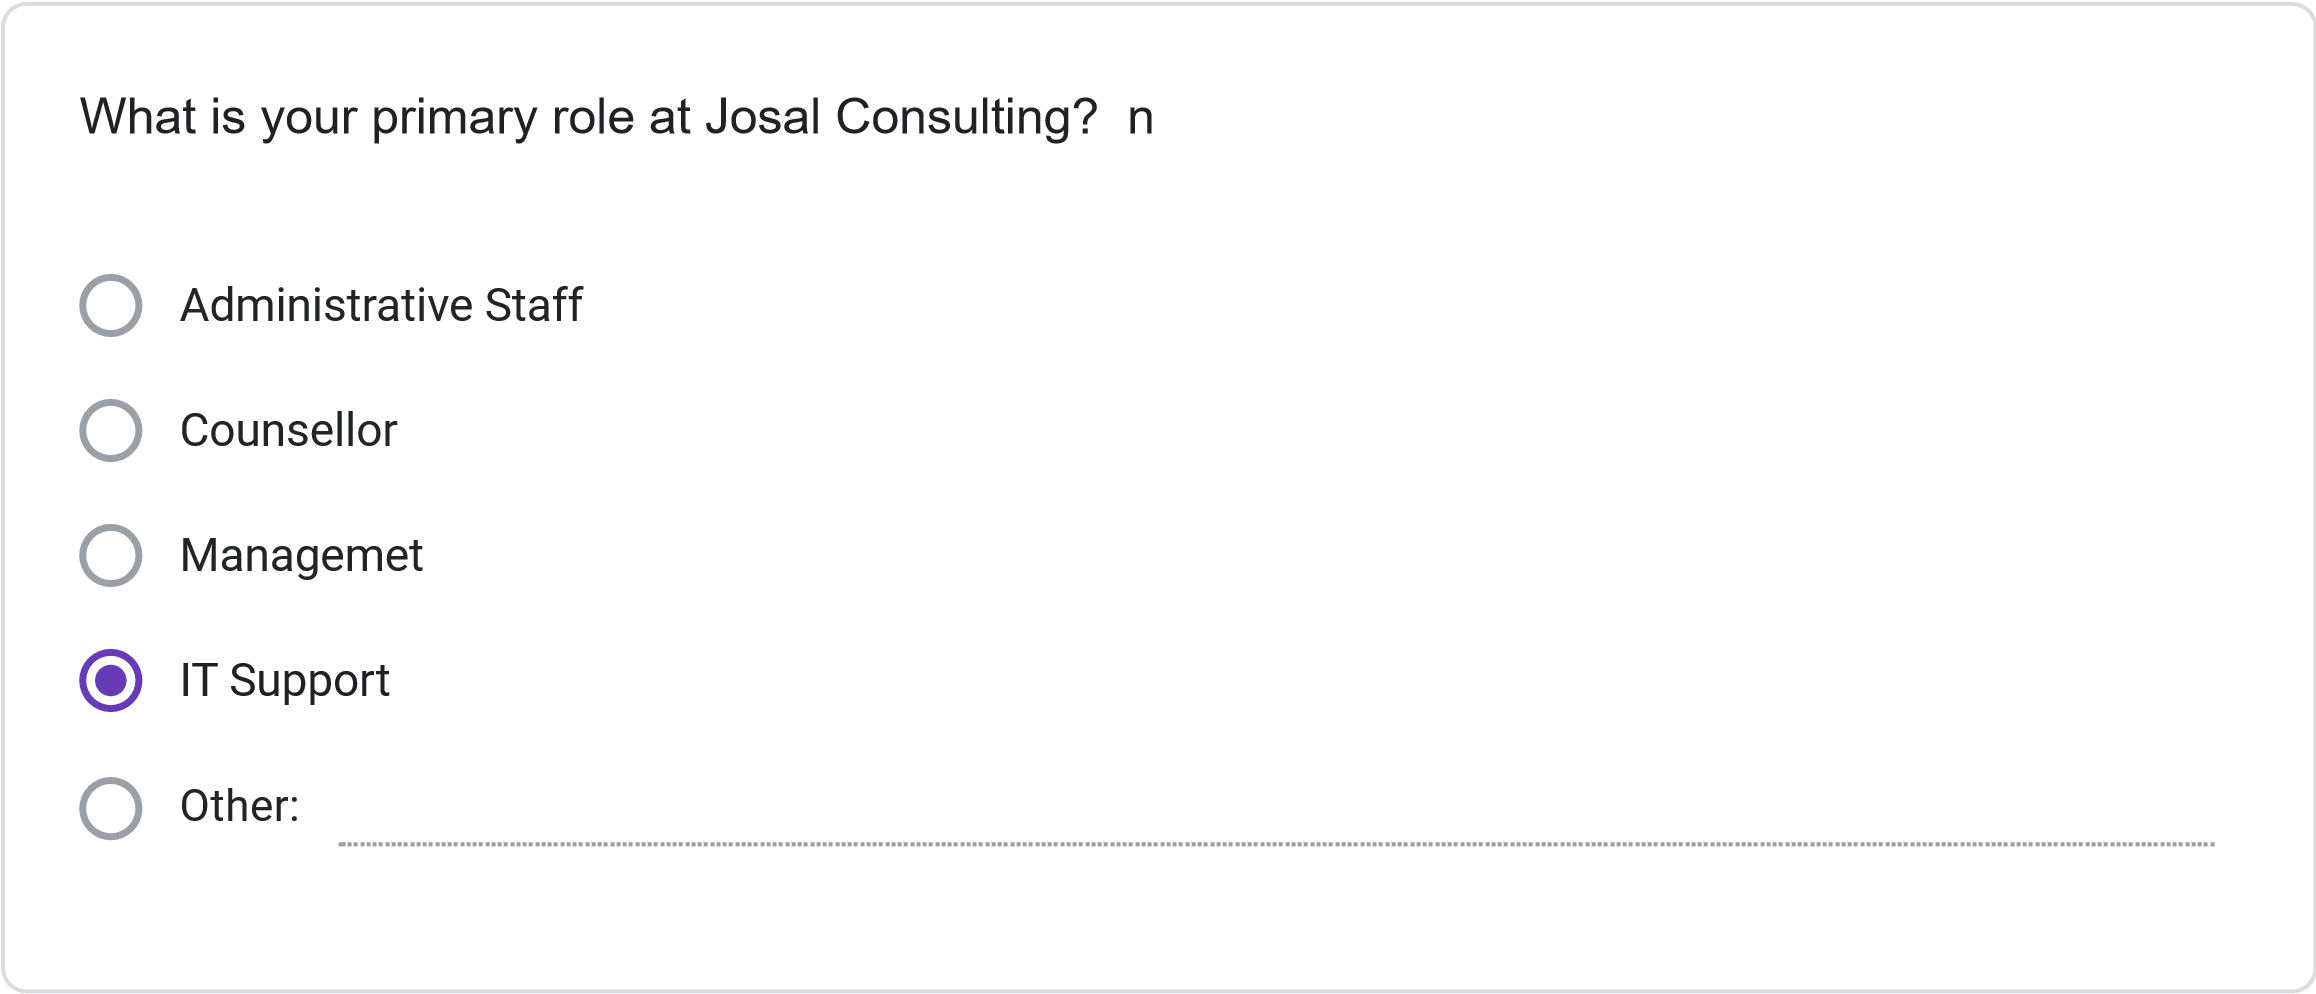 What is your primary role at Josal Consulting?  n
Administrative Staff
Counsellor
Managemet
IT Support
Other: